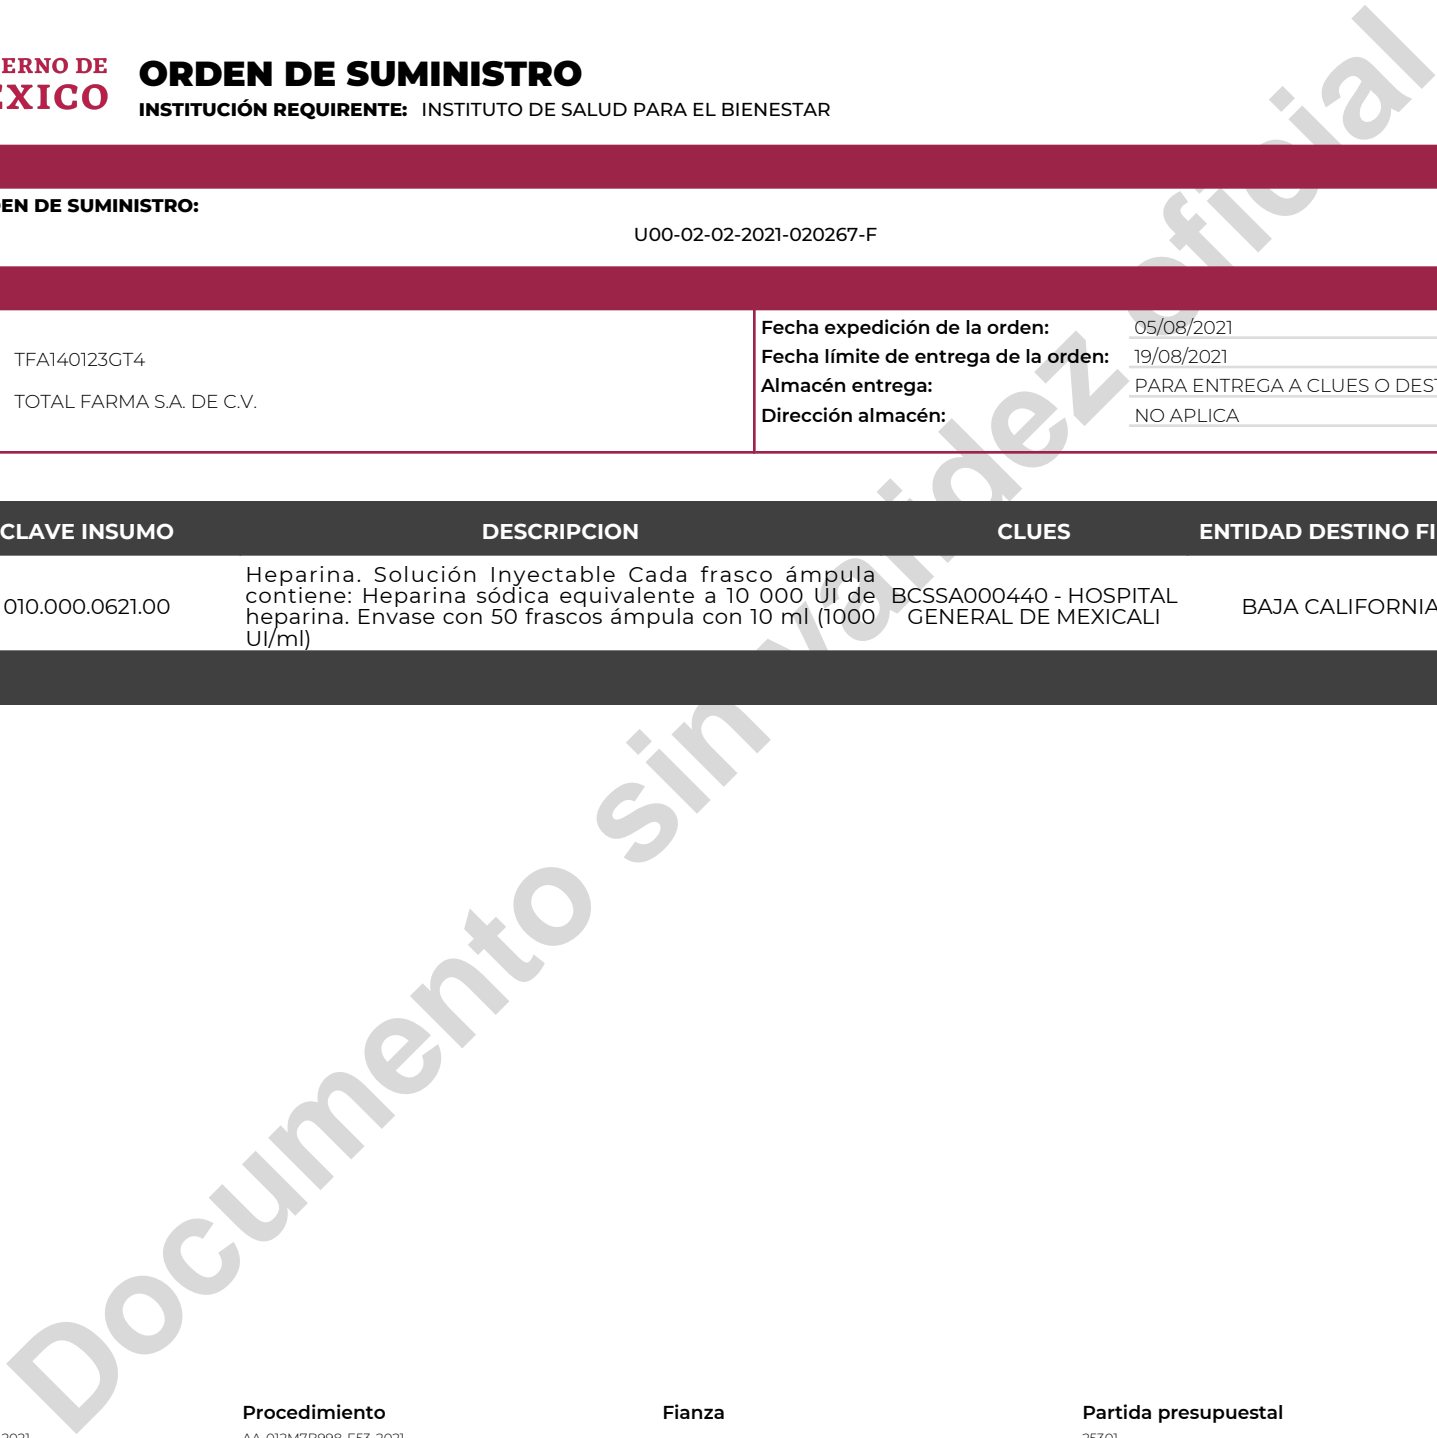 ERNO DE
ORDEN DE SUMINISTRO
INSTITUCIÓN REQUIRENTE: INSTITUTO DE SALUD PARA EL BIENESTAR
EN DE SUMINISTRO:
U00-02-02-2021-020267-F
TFA140123GT4
TOTAL FARMA S.A. DE C.V.
Fecha expedición de la orden: 05/08/2021
Fecha límite de entrega de la orden: 19/08/2021
Almacén entrega: PARA ENTREGA A CLUES O DEST
Dirección almacén: NO APLICA
CLAVE INSUMO DESCRIPCION CLUES ENTIDAD DESTINO FI
010.000.0621.00
Heparina. Solución Inyectable Cada frasco ámpula
contiene: Heparina sódica equivalente a 10 000 UI de
heparina. Envase con 50 frascos ámpula con 10 ml (1000
UI/ml)
BCSSA000440 - HOSPITAL
GENERAL DE MEXICALI
BAJA CALIFORNIA
Documento sin validez oficial
Procedimiento Fianza Partida presupuestal